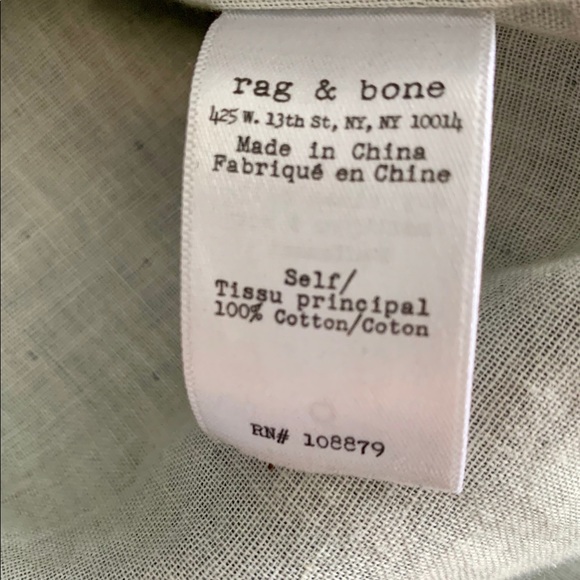 rag & bone
425 W. 13th St, NY, NY 10014
Made in China
Fabriqué en Chine
Self/
Tissu principal
100% Cotton/Coton
RN# 108879